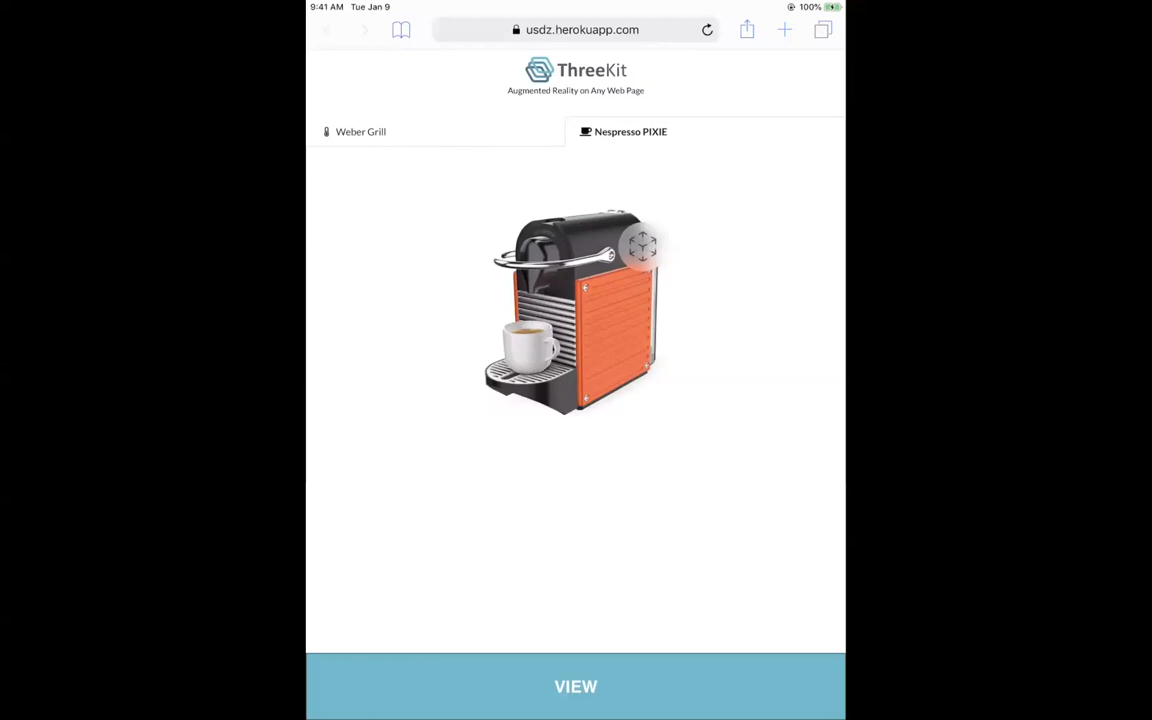 9:41 AM Tue Jan 9
100%
usdz.herokuapp.com
ThreeKit
Augmented Reality on Any Web Page
Weber Grill
Nespresso PIXIE
VIEW